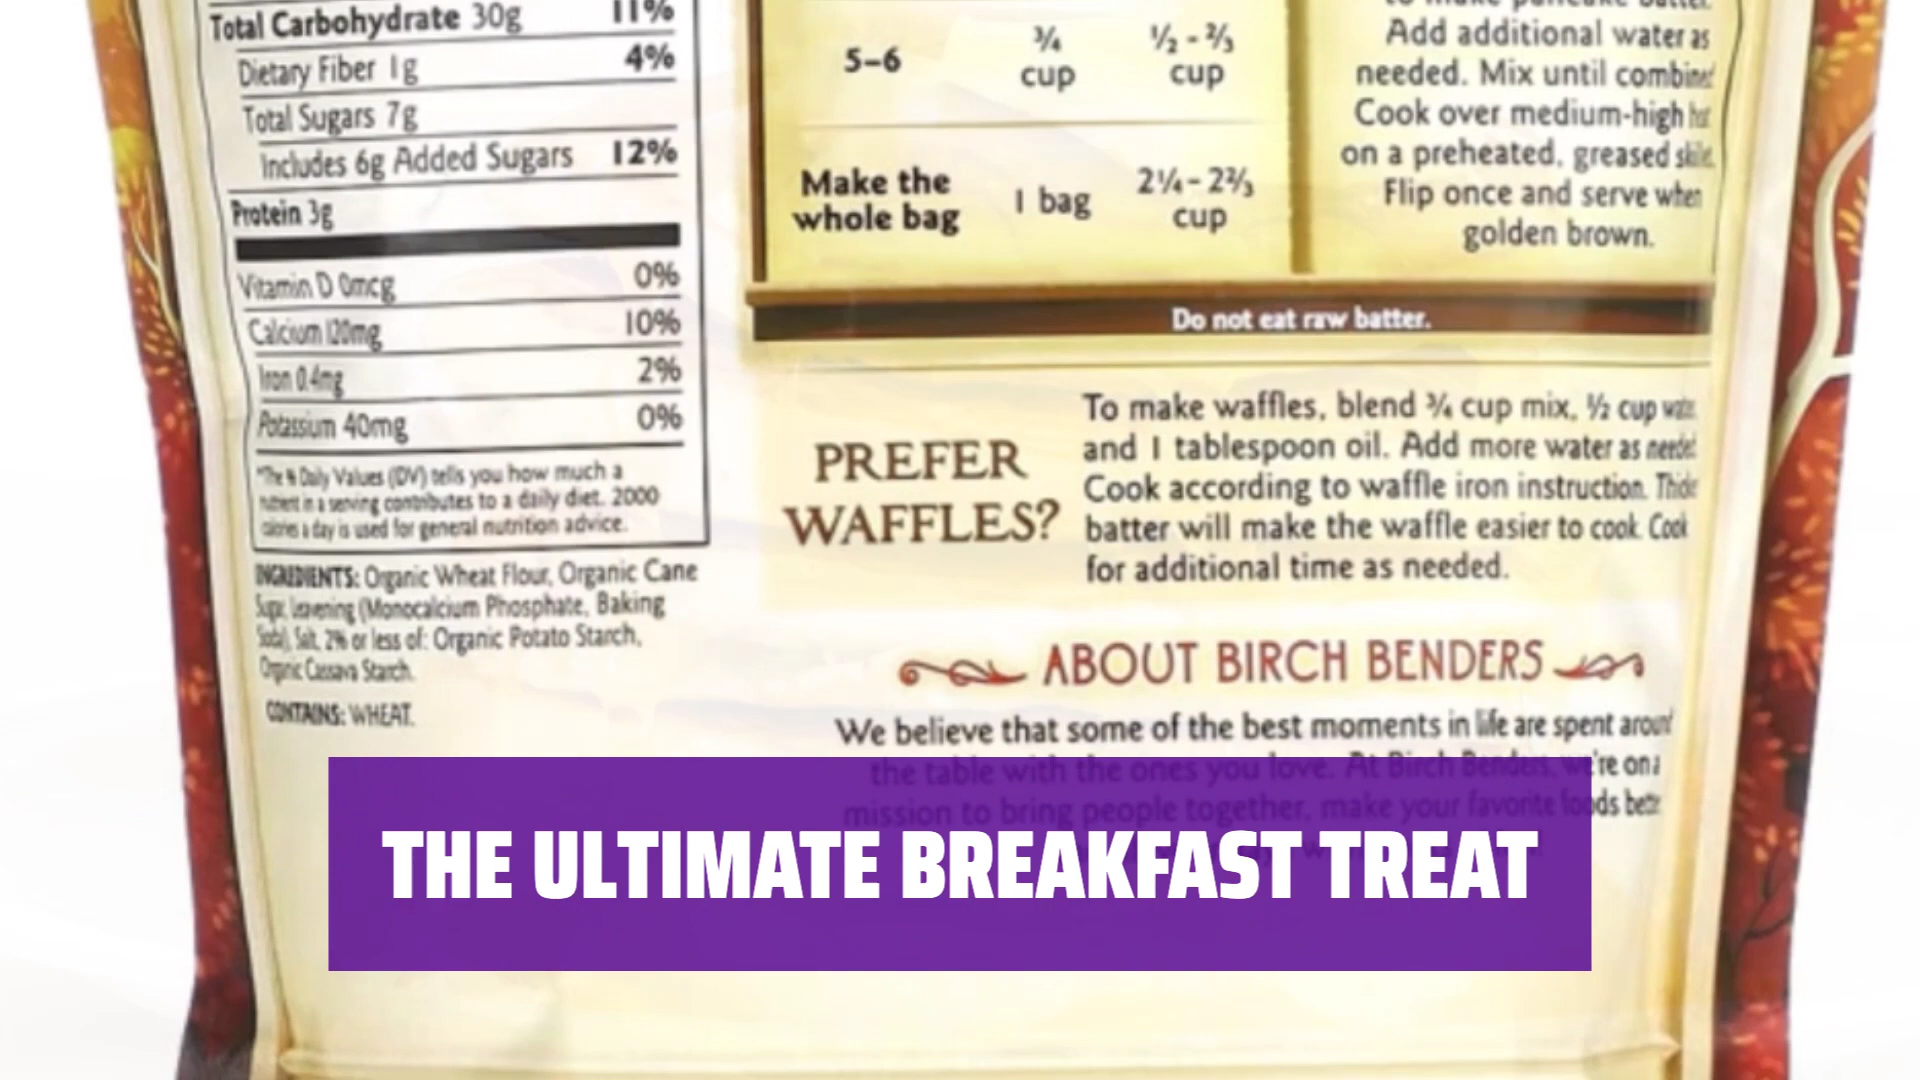 Total Carbohydrate 30g 11%
Dietary Fiber 1g 4%
Total Sugars 7g
Includes 6g Added Sugars 12%
Protein 3g
Vitamin D 0mcg 0%
Calcium 120mg 10%
Iron 0.4mg 2%
Potassium 40mg 0%
*The % Daily Values (DV) tells you how much a
nutrient in a serving contributes to a daily diet. 2000
calories a day is used for general nutrition advice.
INGREDIENTS: Organic Wheat Flour, Organic Cane
Sugar, Leavening (Monocalcium Phosphate, Baking
Soda), Salt, 2% or less of: Organic Potato Starch,
Organic Cassava Starch.
CONTAINS: WHEAT.
5–6 ¾ cup ½ - ⅔ cup
Make the whole bag 1 bag 2¼ - 2⅔ cup
to make pancake batter.
Add additional water as
needed. Mix until combined
Cook over medium-high
on a preheated, greased
Flip once and serve when
golden brown.
Do not eat raw batter.
PREFER
WAFFLES?
To make waffles, blend ¾ cup mix, ½ cup water
and 1 tablespoon oil. Add more water as needed
Cook according to waffle iron instruction.
batter will make the waffle easier to cook. Cook
for additional time as needed.
ABOUT BIRCH BENDERS
We believe that some of the best moments in life are spent around
the table with the ones you love. At Birch Benders, we're on a
mission to bring people together, make your favorite foods
THE ULTIMATE BREAKFAST TREAT